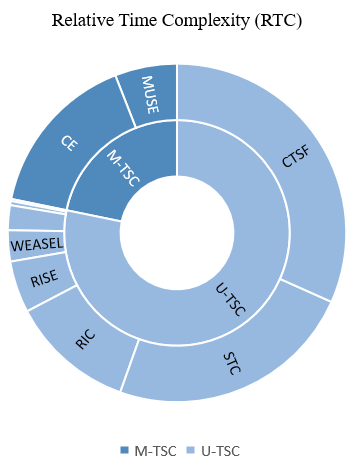 Relative Time Complexity (RTC)
MUSE
CE
M-TSC
CTSF
WEASEL
RISE
U-TSC
RIC
STC
M-TSC U-TSC